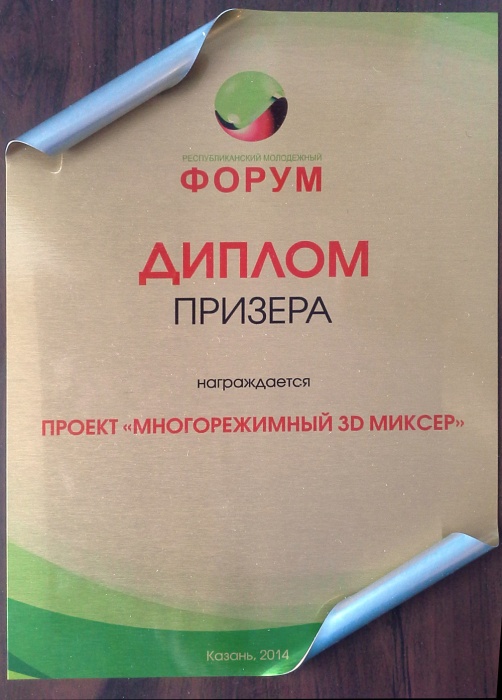 РЕСПУБЛИКАНСКИЙ МОЛОДЕЖНЫЙ
ФОРУМ
ДИПЛОМ
ПРИЗЕРА
награждается
ПРОЕКТ «МНОГОРЕЖИМНЫЙ 3D МИКСЕР»
Казань, 2014